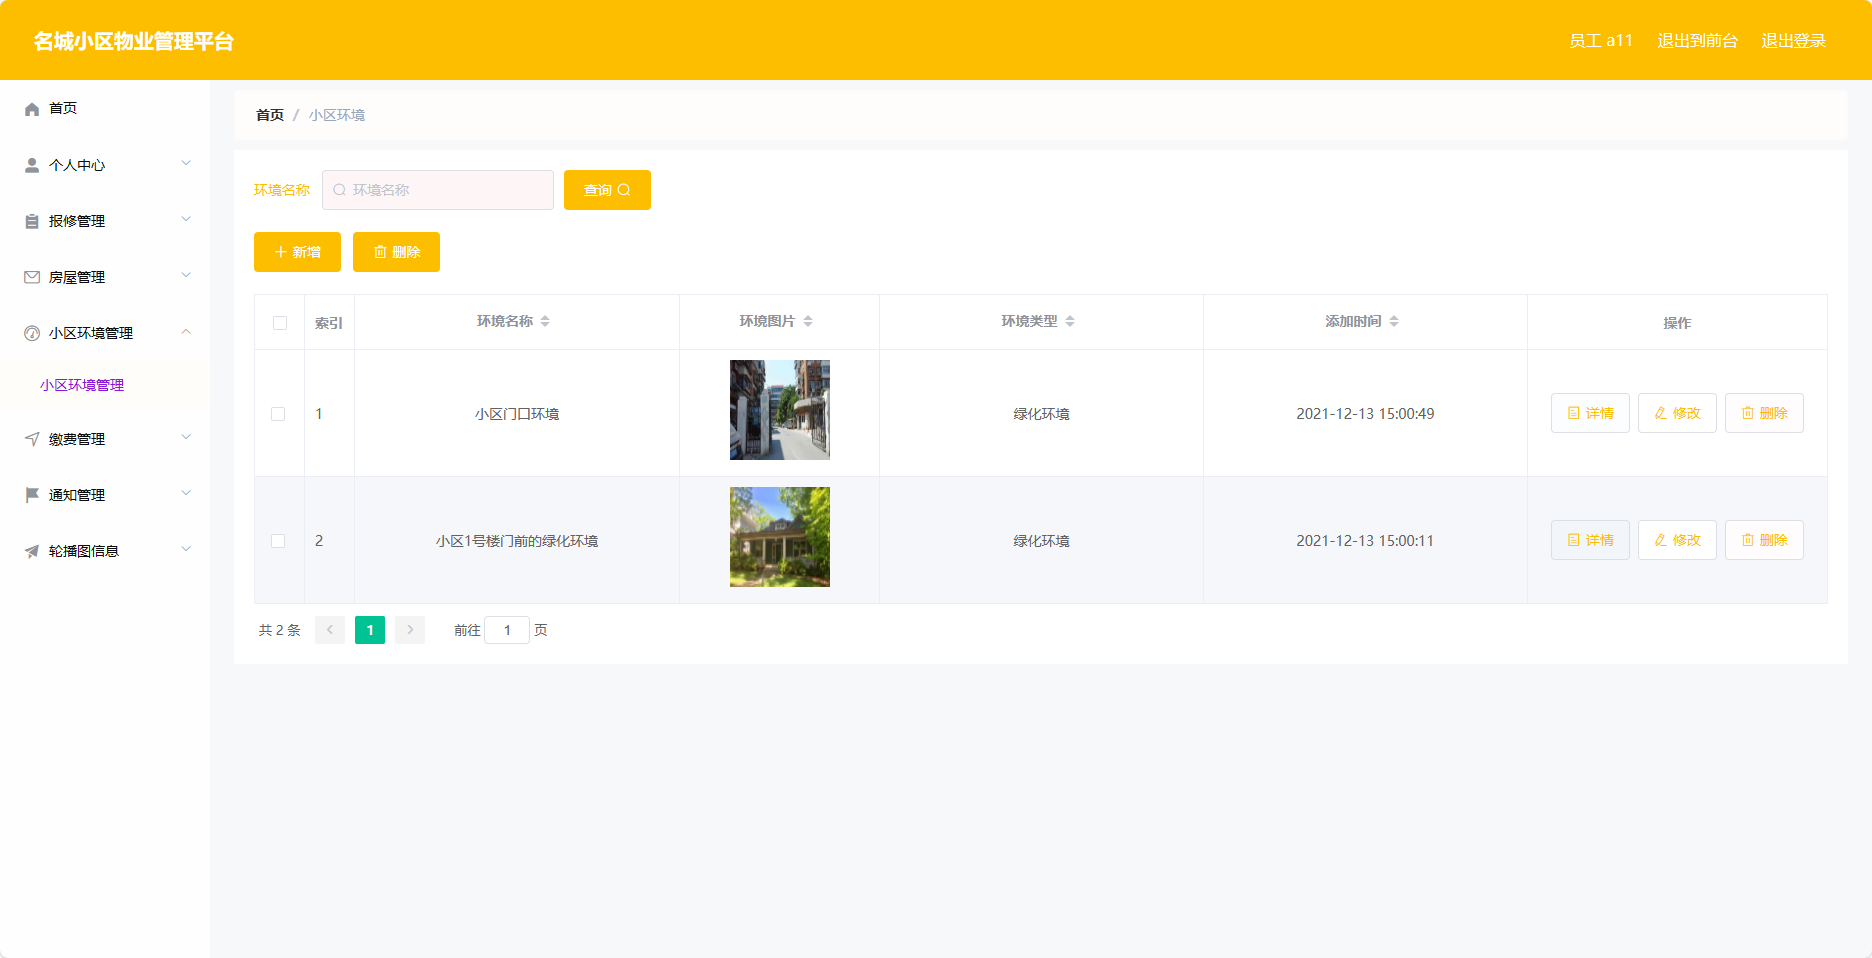 名城小区物业管理平台
员工 a11 退出到前台 退出登录
首页
个人中心
报修管理
房屋管理
小区环境管理
小区环境管理
缴费管理
通知管理
轮播图信息
首页 / 小区环境
环境名称 环境名称 查询
新增 删除
索引 环境名称 环境图片 环境类型 添加时间 操作
1 小区门口环境 绿化环境 2021-12-13 15:00:49 详情 修改 删除
2 小区1号楼门前的绿化环境 绿化环境 2021-12-13 15:00:11 详情 修改 删除
共 2 条 1 前往 1 页